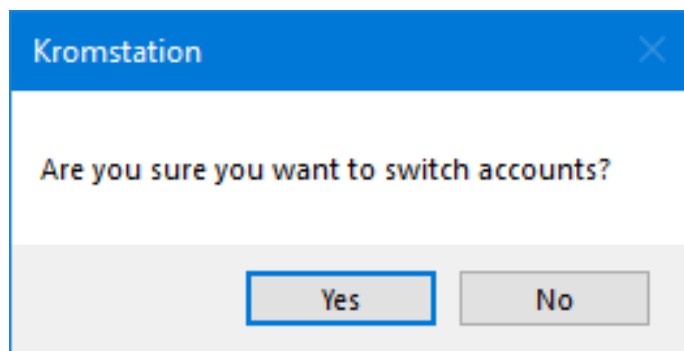 Kromstation
Are you sure you want to switch accounts?
Yes
No